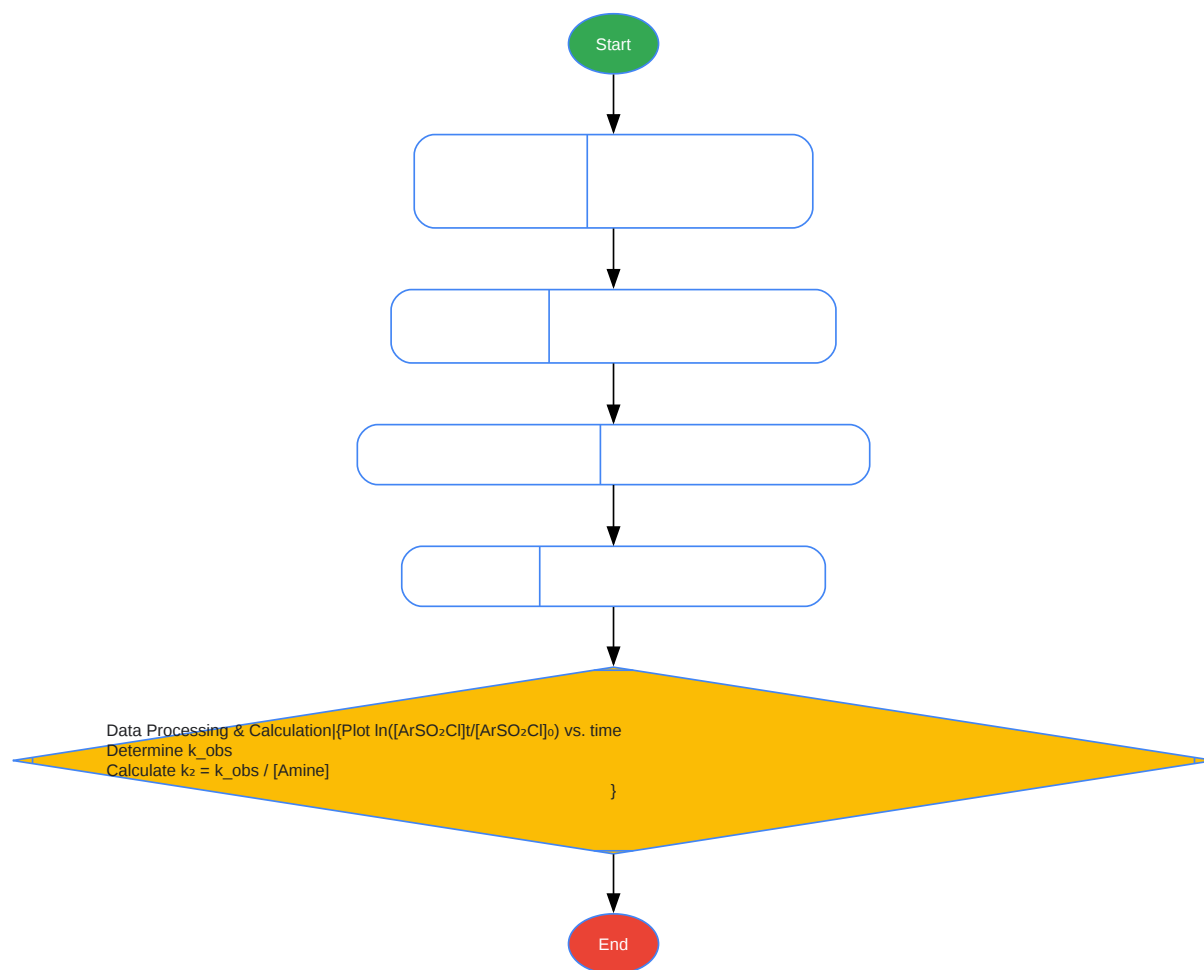 Start
Data Processing & Calculation|{Plot ln([ArSO₂Cl]t/[ArSO₂Cl]₀) vs. time
Determine k_obs
Calculate k₂ = k_obs / [Amine]
}
End